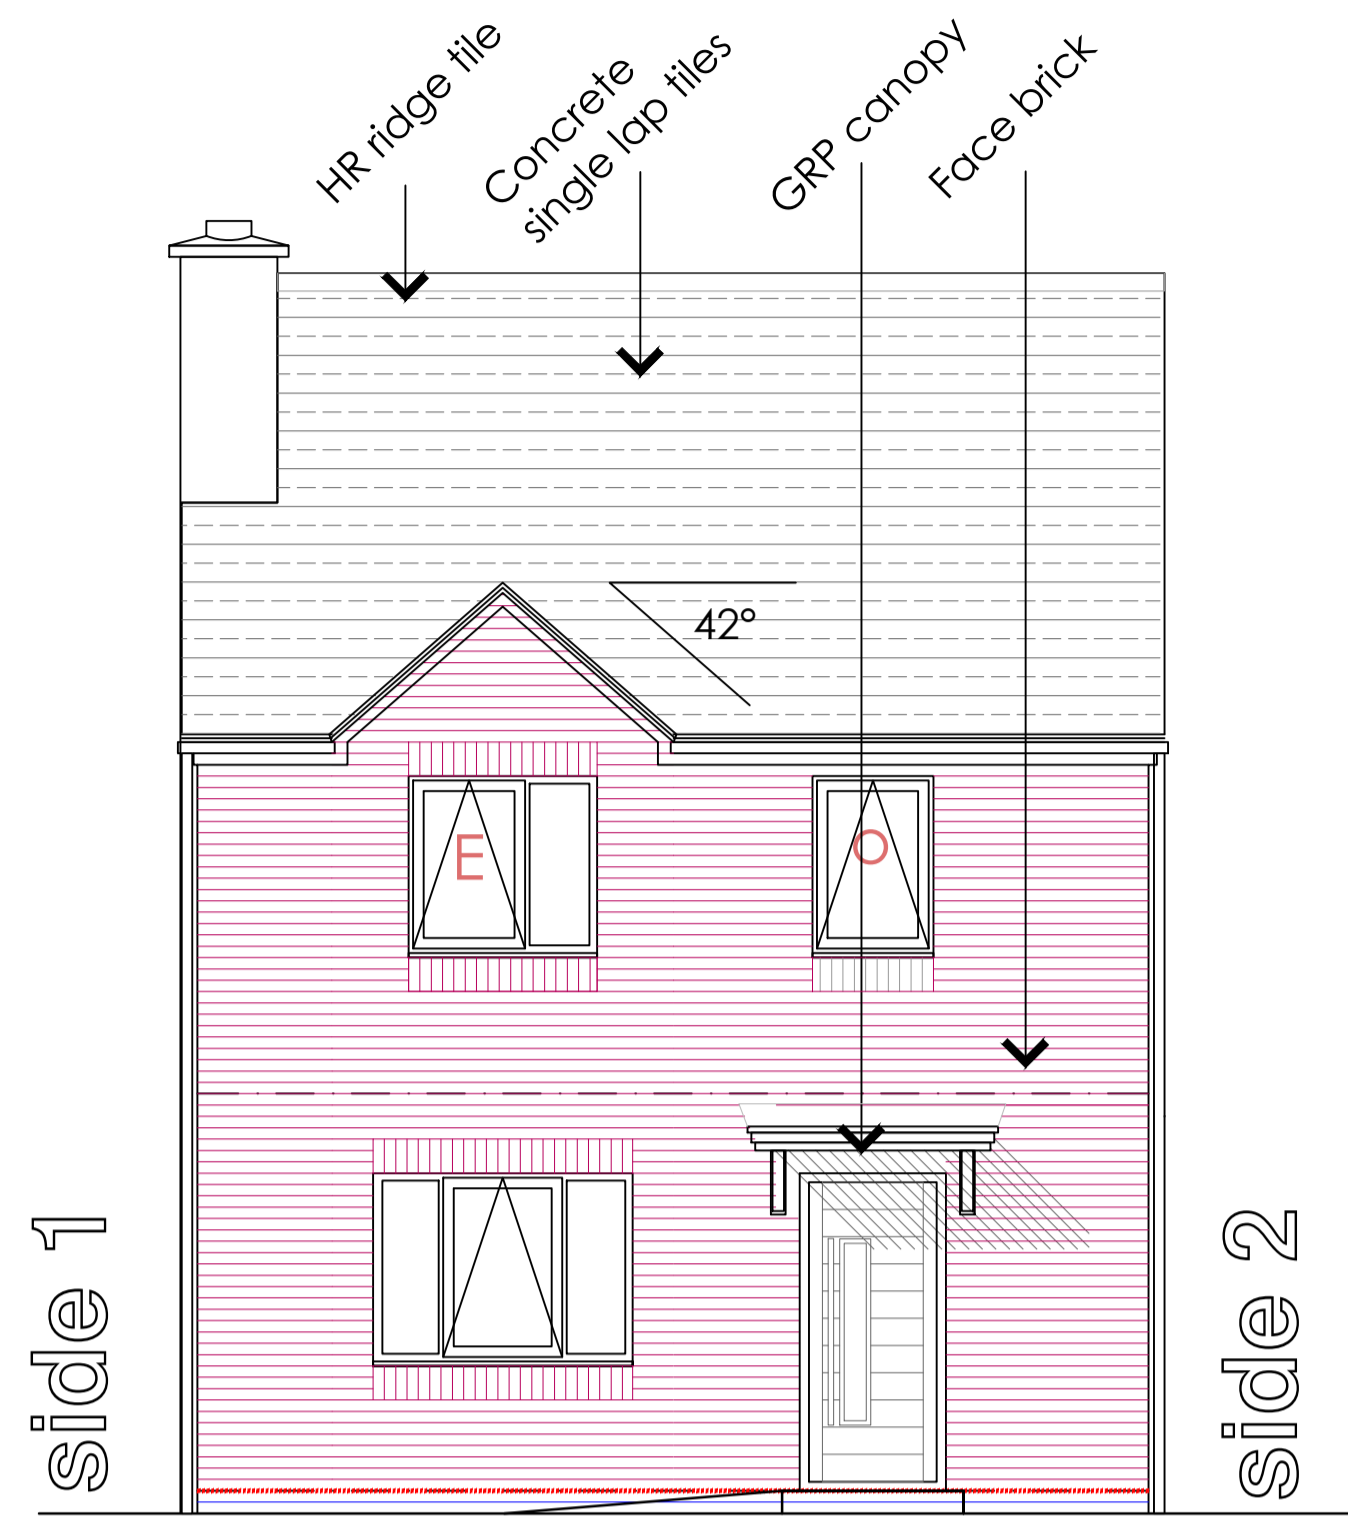 HR ridge tile
Concrete
single lap tiles
GRP canopy
Face brick
42°
E
O
side 1
side 2